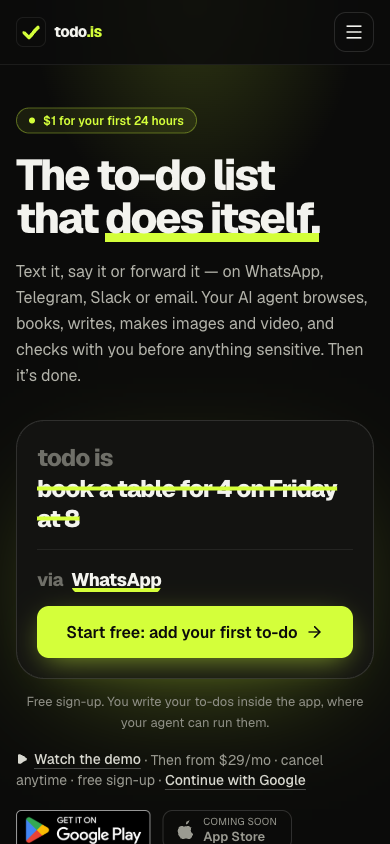 todo.is
$1 for your first 24 hours
The to-do list
that does itself.
Text it, say it or forward it — on WhatsApp,
Telegram, Slack or email. Your AI agent browses,
books, writes, makes images and video, and
checks with you before anything sensitive. Then
it’s done.
todo is
book a table for 4 on Friday
at 8
via WhatsApp
Start free: add your first to-do →
Free sign-up. You write your to-dos inside the app, where
your agent can run them.
Watch the demo · Then from $29/mo · cancel
anytime · free sign-up · Continue with Google
GET IT ON
Google Play
COMING SOON
App Store